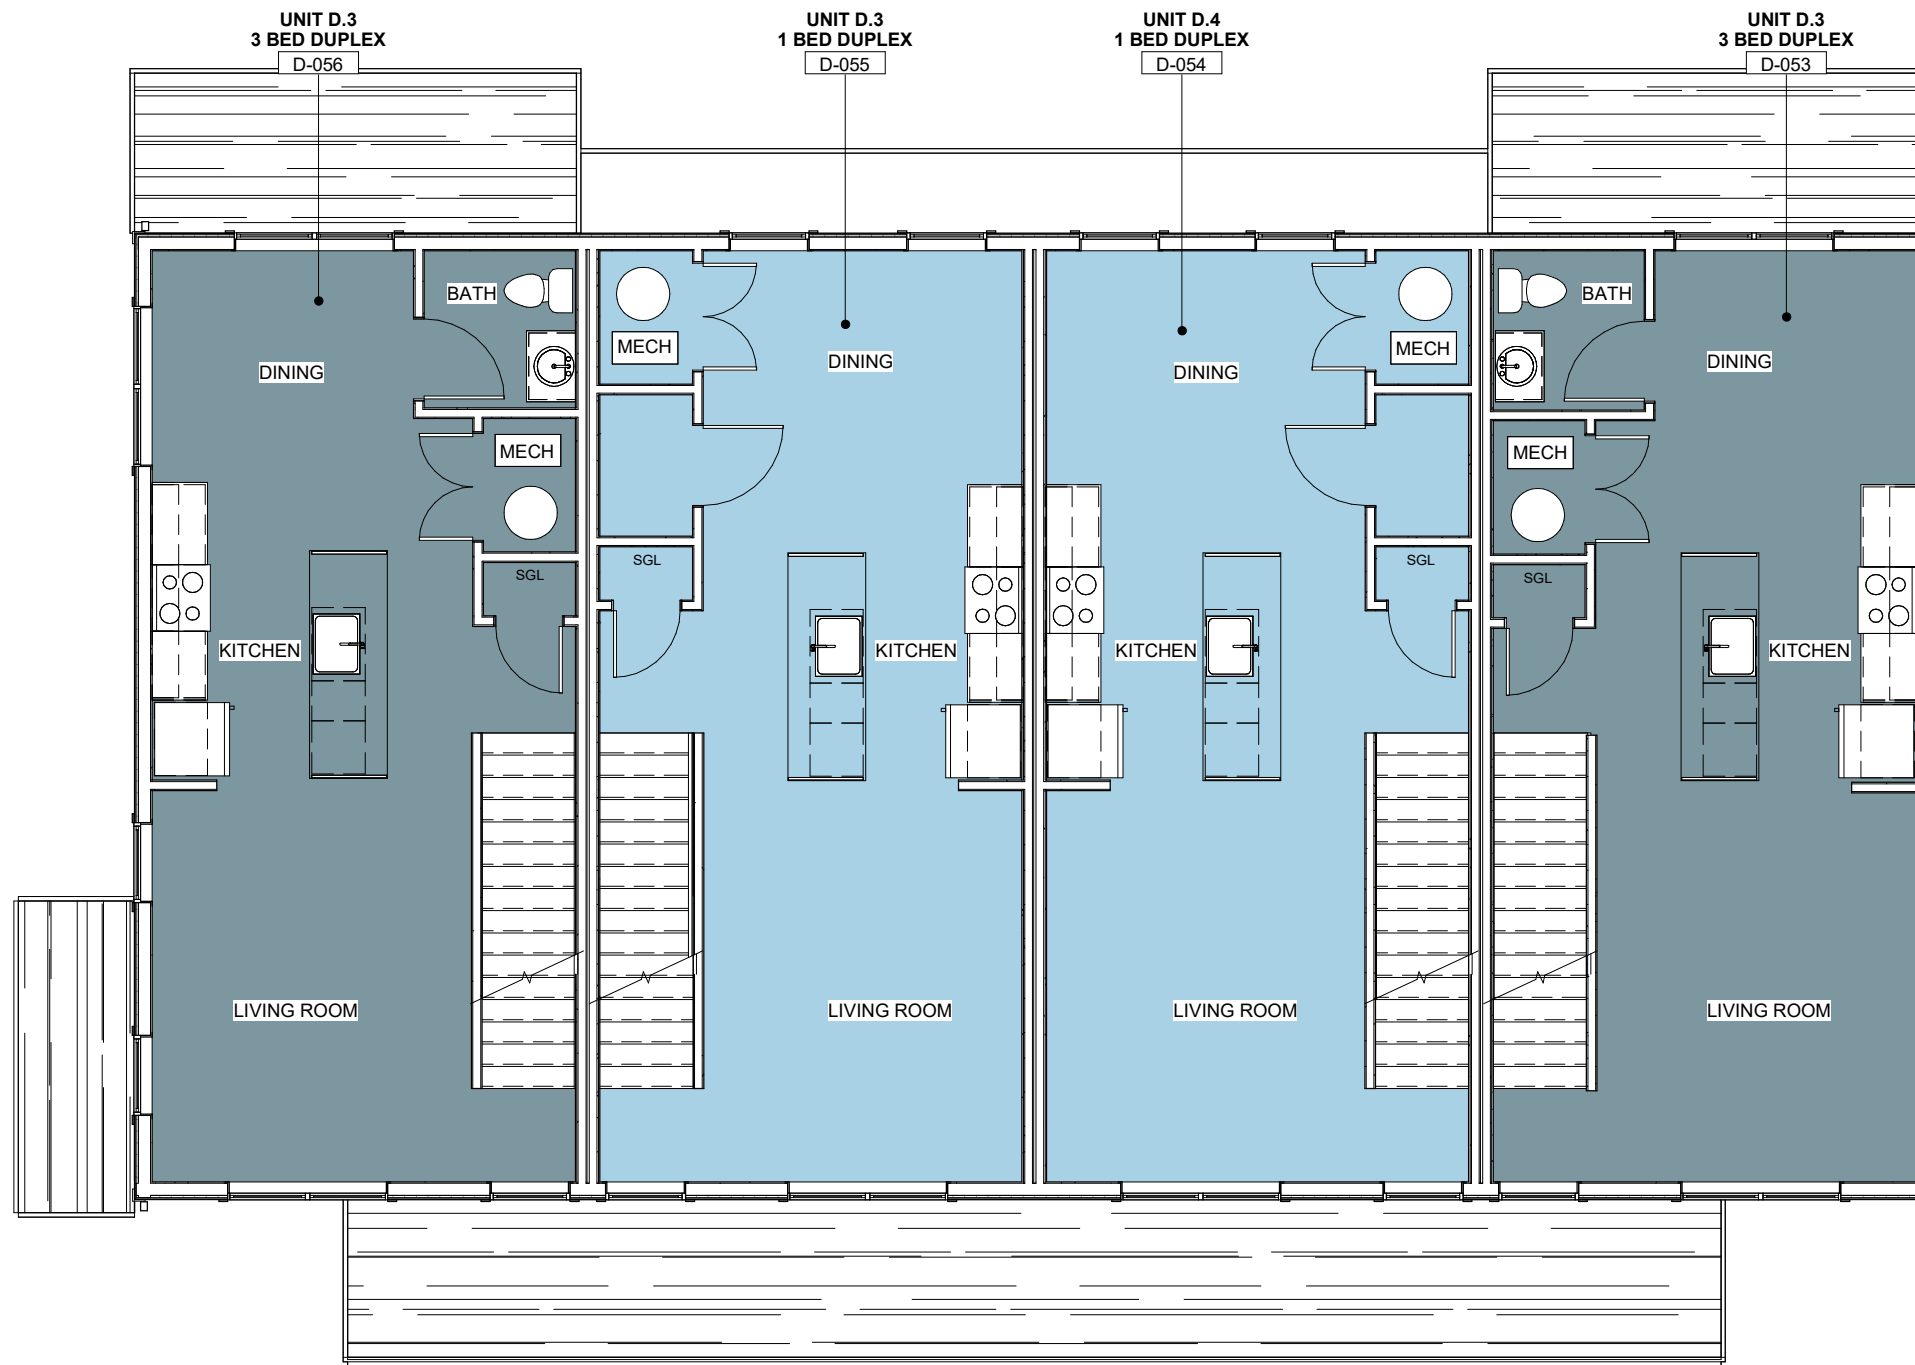 UNIT D.3
3 BED DUPLEX
D-056
UNIT D.3
1 BED DUPLEX
D-055
UNIT D.4
1 BED DUPLEX
D-054
UNIT D.3
3 BED DUPLEX
D-053
BATH
MECH
DINING
MECH
SGL
KITCHEN
LIVING ROOM
MECH
DINING
SGL
KITCHEN
LIVING ROOM
MECH
DINING
SGL
KITCHEN
LIVING ROOM
BATH
DINING
MECH
SGL
KITCHEN
LIVING ROOM